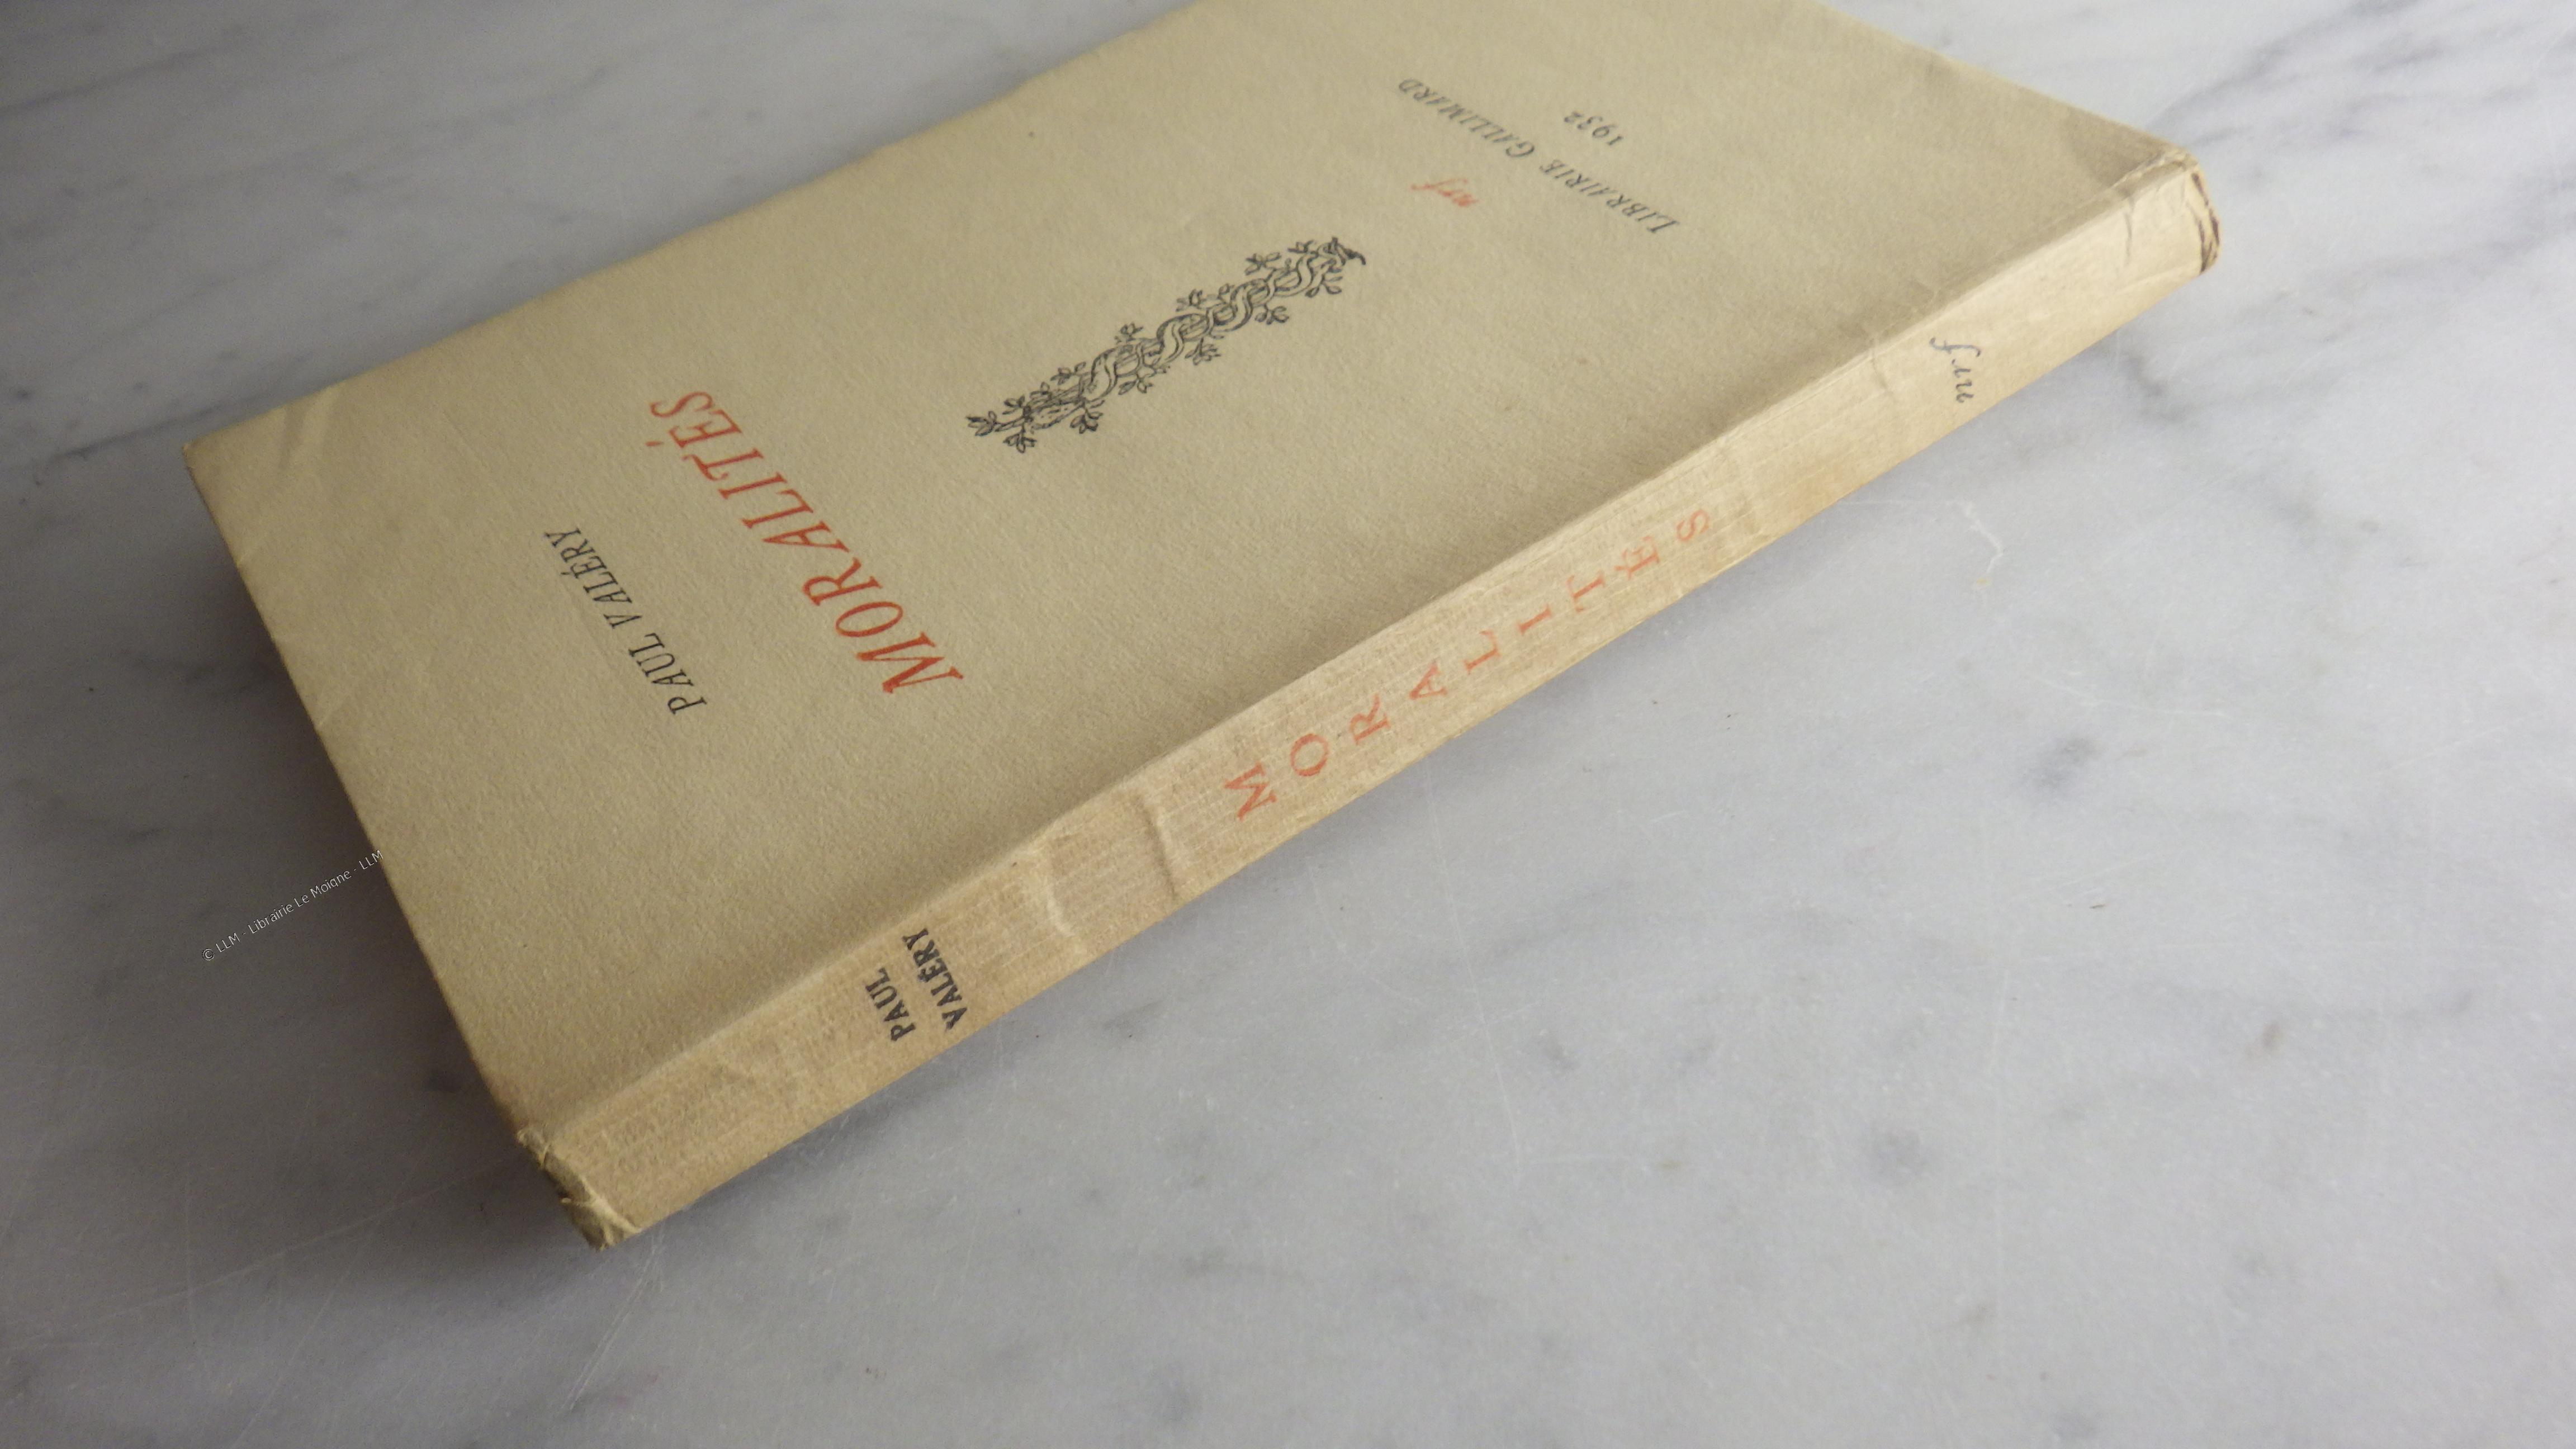 PAUL VALÉRY
MORALITÉS
nrf
LIBRAIRIE GALLIMARD
1932
PAUL
VALÉRY
MORALITÉS
nrf
© LLM - Librairie Le Moigne - LLM